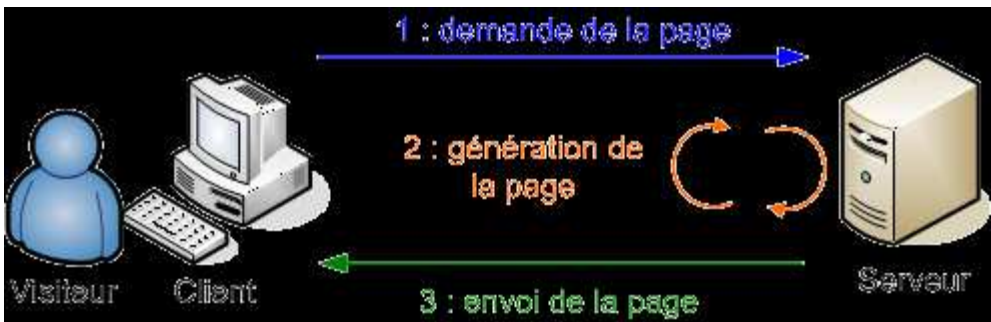 1 : demande de la page
2 : génération de
la page
Visiteur
Client
Serveur
3 : envoi de la page